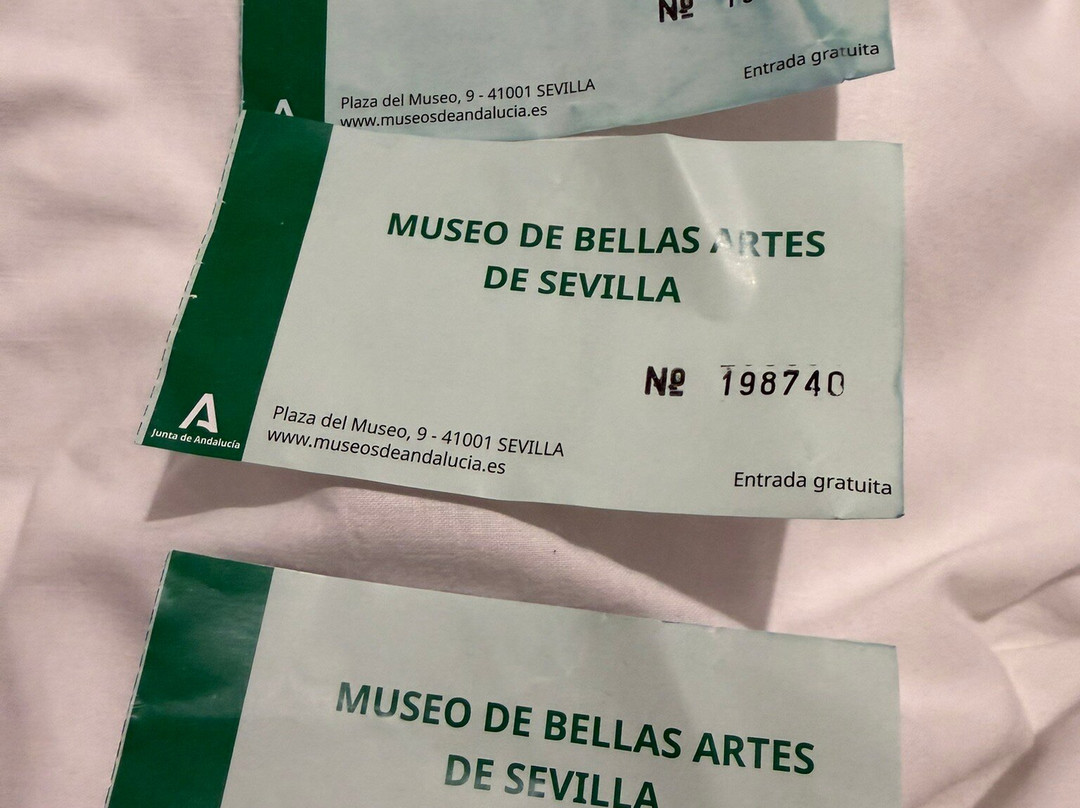 Nº
Entrada gratuita
Plaza del Museo, 9 - 41001 SEVILLA
www.museosdeandalucia.es
MUSEO DE BELLAS ARTES
DE SEVILLA
Nº 198740
Junta de Andalucía
Plaza del Museo, 9 - 41001 SEVILLA
www.museosdeandalucia.es
Entrada gratuita
MUSEO DE BELLAS ARTES
DE SEVILLA